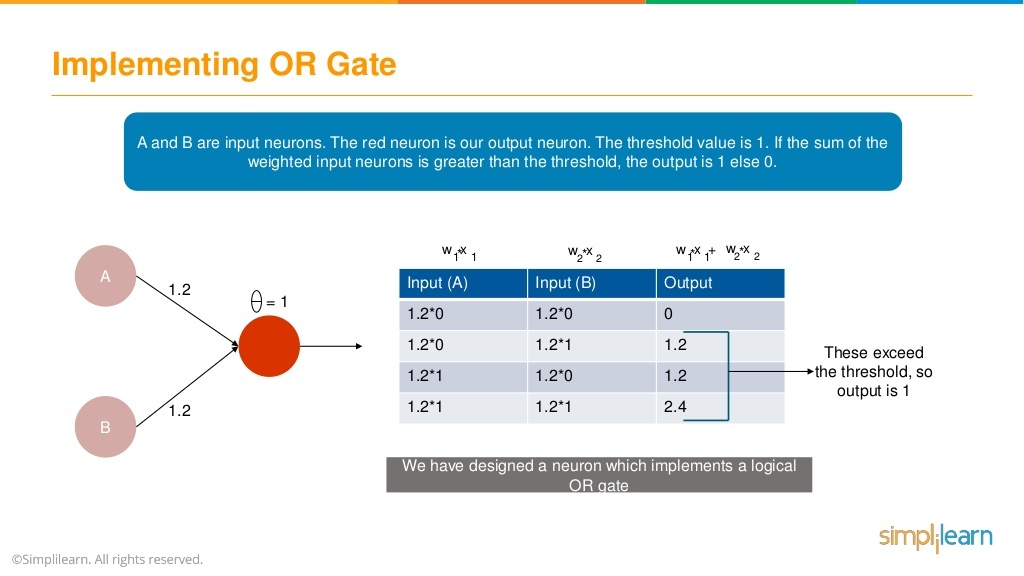 Implementing OR Gate
A and B are input neurons. The red neuron is our output neuron. The threshold value is 1. If the sum of the
weighted input neurons is greater than the threshold, the output is 1 else 0.
w1*x1 w2*x2 w1*x1+ w2*x2
A
1.2
θ = 1
B
1.2
Input (A) Input (B) Output
1.2*0 1.2*0 0
1.2*0 1.2*1 1.2
1.2*1 1.2*0 1.2
1.2*1 1.2*1 2.4
These exceed
the threshold, so
output is 1
We have designed a neuron which implements a logical
OR gate
simplilearn
©Simplilearn. All rights reserved.